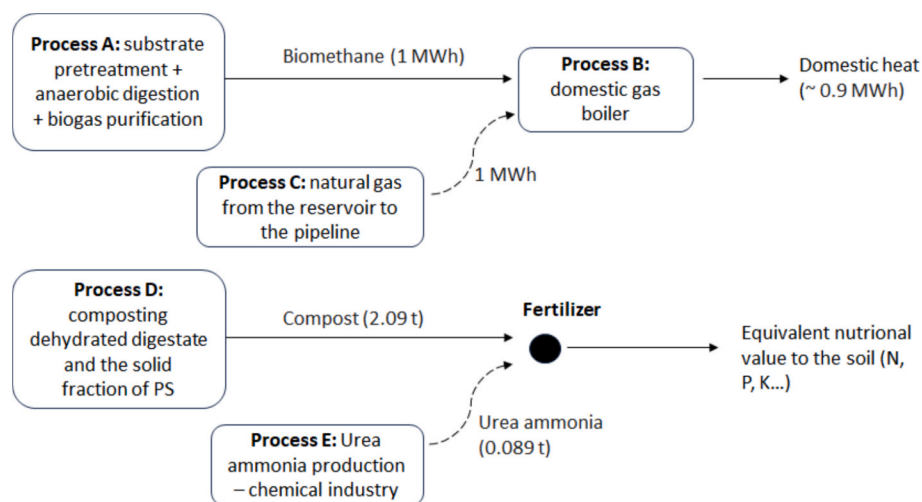 Process A: substrate
pretreatment +
anaerobic digestion
+ biogas purification
Biomethane (1 MWh)
Process B:
domestic gas
boiler
Domestic heat
(~ 0.9 MWh)
Process C: natural gas
from the reservoir to
the pipeline
1 MWh
Process D:
composting
dehydrated digestate
and the solid
fraction of PS
Compost (2.09 t)
Fertilizer
Equivalent nutrional
value to the soil (N,
P, K...)
Process E: Urea
ammonia production
– chemical industry
Urea ammonia
(0.089 t)